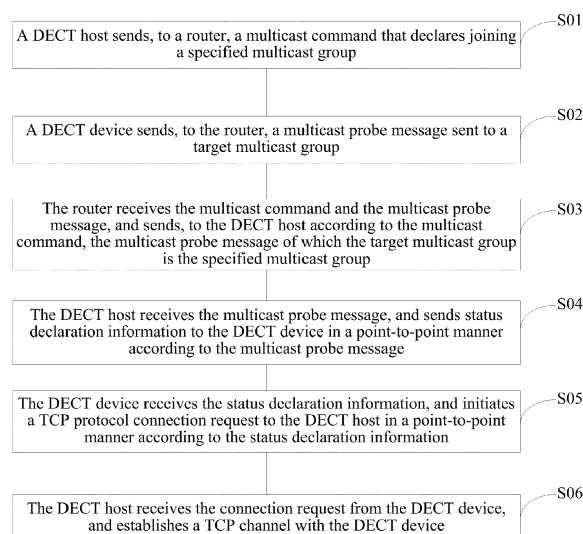 S01
A DECT host sends, to a router, a multicast command that declares joining
a specified multicast group
S02
A DECT device sends, to the router, a multicast probe message sent to a
target multicast group
S03
The router receives the multicast command and the multicast probe
message, and sends, to the DECT host according to the multicast
command, the multicast probe message of which the target multicast group
is the specified multicast group
S04
The DECT host receives the multicast probe message, and sends status
declaration information to the DECT device in a point-to-point manner
according to the multicast probe message
S05
The DECT device receives the status declaration information, and initiates
a TCP protocol connection request to the DECT host in a point-to-point
manner according to the status declaration information
S06
The DECT host receives the connection request from the DECT device,
and establishes a TCP channel with the DECT device